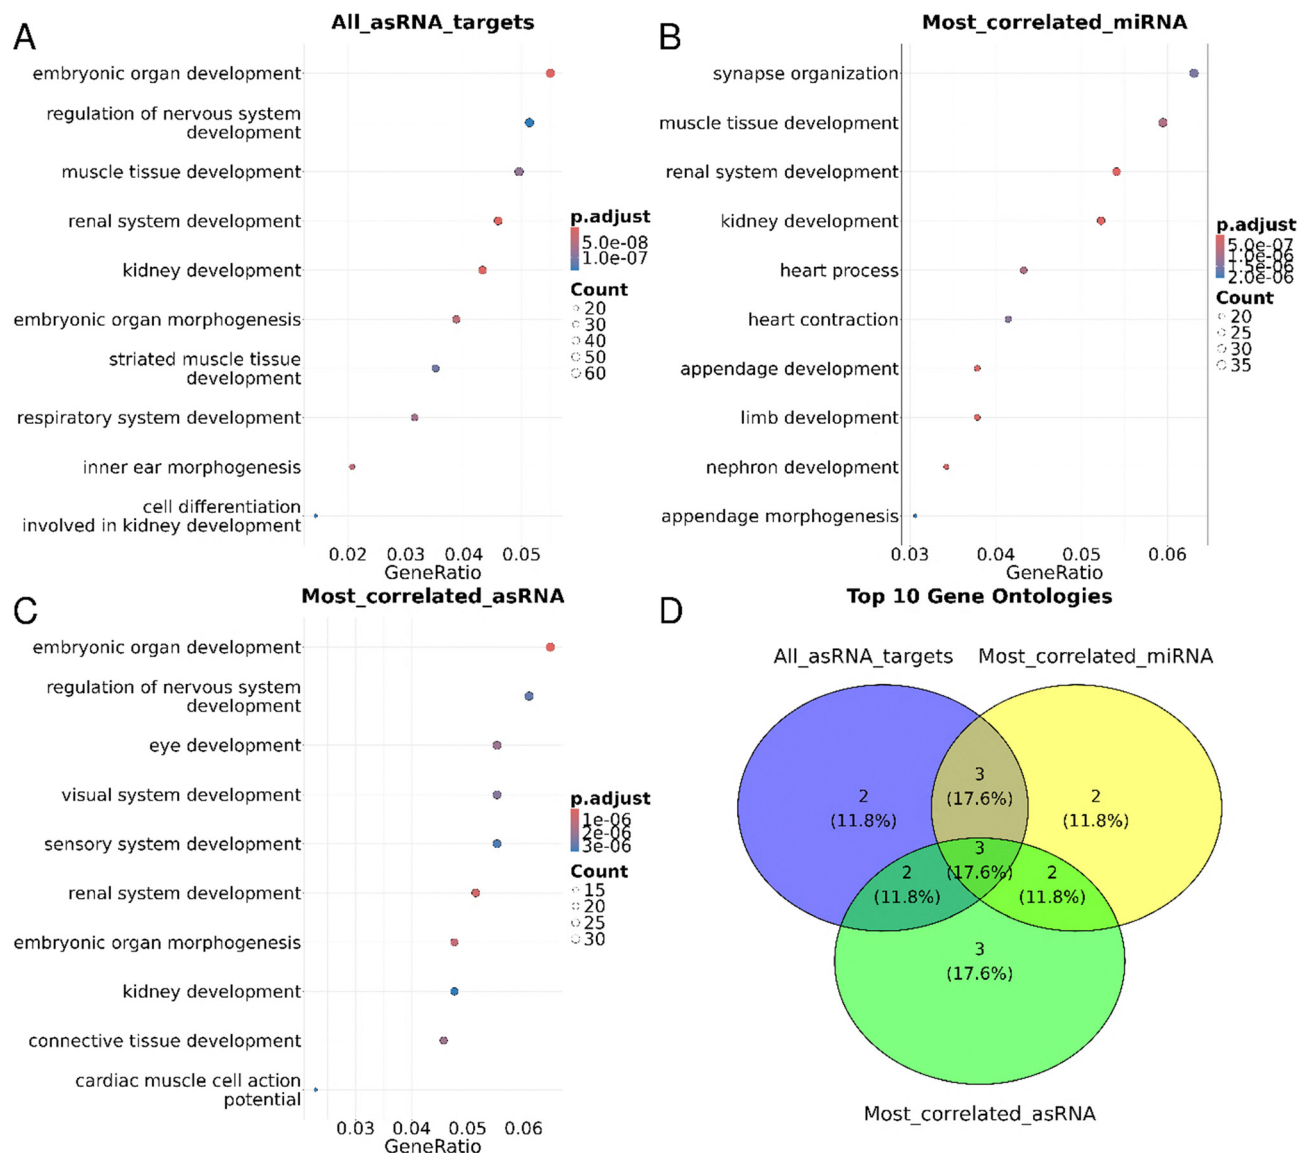 A
All_asRNA_targets
embryonic organ development
regulation of nervous system
development
muscle tissue development
renal system development
kidney development
embryonic organ morphogenesis
striated muscle tissue
development
respiratory system development
inner ear morphogenesis
cell differentiation
involved in kidney development
0.02 0.03 0.04 0.05
GeneRatio
p.adjust
5.0e-08
1.0e-07
Count
20
30
40
50
60
B
Most_correlated_miRNA
synapse organization
muscle tissue development
renal system development
kidney development
heart process
heart contraction
appendage development
limb development
nephron development
appendage morphogenesis
0.03 0.04 0.05 0.06
GeneRatio
p.adjust
5.0e-07
1.0e-06
1.5e-06
2.0e-06
Count
20
25
30
35
C
Most_correlated_asRNA
embryonic organ development
regulation of nervous system
development
eye development
visual system development
sensory system development
renal system development
embryonic organ morphogenesis
kidney development
connective tissue development
cardiac muscle cell action
potential
0.03 0.04 0.05 0.06
GeneRatio
p.adjust
1e-06
2e-06
3e-06
Count
15
20
25
30
D
Top 10 Gene Ontologies
All_asRNA_targets Most_correlated_miRNA
3
(17.6%)
2
(11.8%)
2
(11.8%)
3
(17.6%)
2
(11.8%)
2
(11.8%)
3
(17.6%)
Most_correlated_asRNA